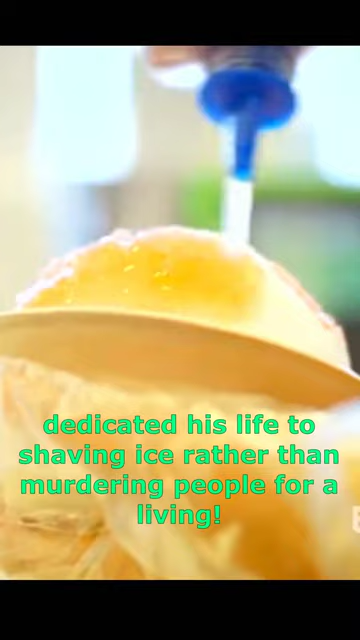 dedicated his life to
shaving ice rather than
murdering people for a
living!